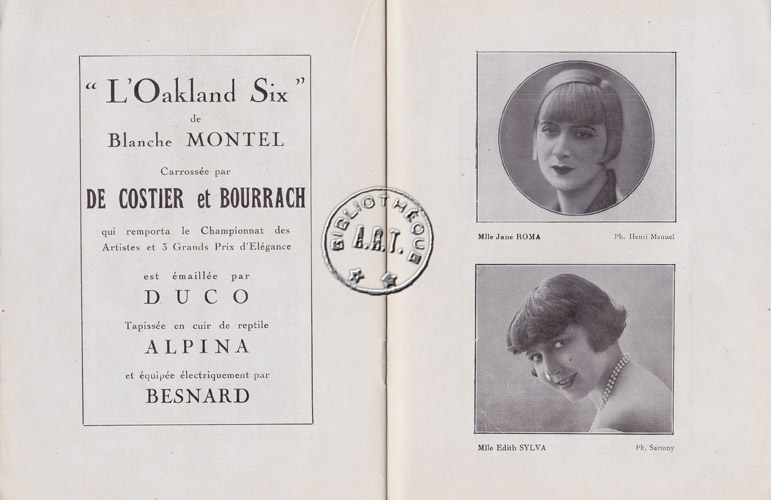 “ L'Oakland Six ”
de
Blanche MONTEL
Carrossée par
DE COSTIER et BOURRACH
qui remporta le Championnat des
Artistes et 3 Grands Prix d'Elégance
est émaillée par
DUCO
Tapissée en cuir de reptile
ALPINA
et équipée électriquement par
BESNARD
BIBLIOTHÈQUE
A.R.T.
Mlle Jane ROMA
Ph. Henri Manuel
Mlle Edith SYLVA
Ph. Sartony